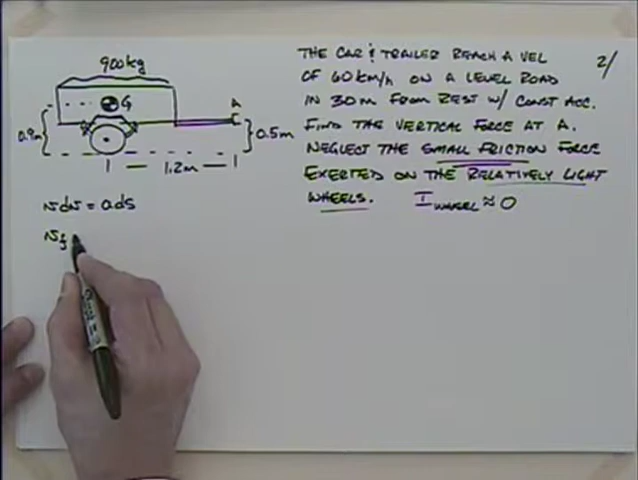 THE CAR & TRAILER REACH A VEL
OF 60 km/h ON A LEVEL ROAD
IN 30m FROM REST W/ CONST ACC.
FIND THE VERTICAL FORCE AT A.
NEGLECT THE SMALL FRICTION FORCE
EXERTED ON THE RELATIVELY LIGHT
WHEELS. I WHEEL ≈ 0
2/
900kg
G
A
0.9m
0.5m
1.2m
v dv = a ds
v f